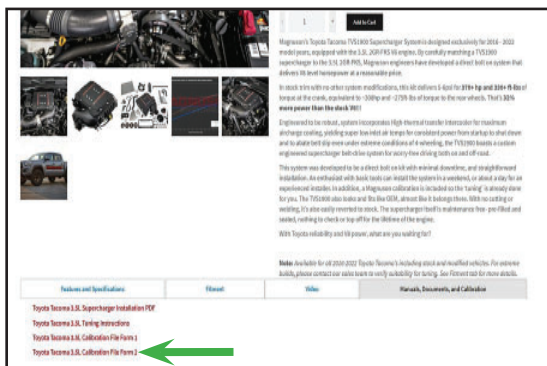 1
Add to Cart
Magnuson's Toyota Tacoma TVS1900 Supercharger System is designed exclusively for 2016 - 2022
model years, equipped with the 3.5L 2GR-FKS V6 engine. By carefully matching a TVS1900
supercharger to the 3.5L 2GR-FKS, Magnuson engineers have developed a direct bolt on system that
delivers V8 level horsepower at a reasonable price.
In stock trim with no other system modifications, this kit delivers 5-6psi for 370+ hp and 330+ ft-lbs of
torque at the crank, equivalent to ~300hp and ~275ft-lbs of torque to the rear wheels. That's 33%
more power than the stock V6!!
Engineered to be robust, system incorporates High-thermal transfer intercooler for maximum
aircharge cooling, yielding super low inlet air temps for consistent power from startup to shut down
and to abate belt slip even under extreme conditions of 4-wheeling, the TVS1900 boasts a custom
engineered supercharger belt-drive system for worry-free driving both on and off-road.
This system was developed to be a direct bolt on kit with minimal downtime, and straightforward
installation. An enthusiast with basic tools can install the system in a weekend, or about a day for an
experienced installer. In addition, a Magnuson calibration is included so the 'tuning' is already done
for you. The TVS1900 also looks and fits like OEM, almost like it belongs there. With no cutting or
welding, it's also easily reverted to stock. The supercharger itself is maintenance free- pre-filled and
sealed, nothing to check or top off for the lifetime of the engine.
With Toyota reliability and V8 power, what are you waiting for?
Note: Available for all 2016-2022 Toyota Tacoma's including stock and modified vehicles. For extreme
builds, please contact our sales team to verify suitability for tuning. See Fitment tab for more details.
Features and Specifications
Fitment
Video
Manuals, Documents, and Calibration
Toyota Tacoma 3.5L Supercharger Installation PDF
Toyota Tacoma 3.5L Tuning Instructions
Toyota Tacoma 3.5L Calibration File Form 1
Toyota Tacoma 3.5L Calibration File Form 2